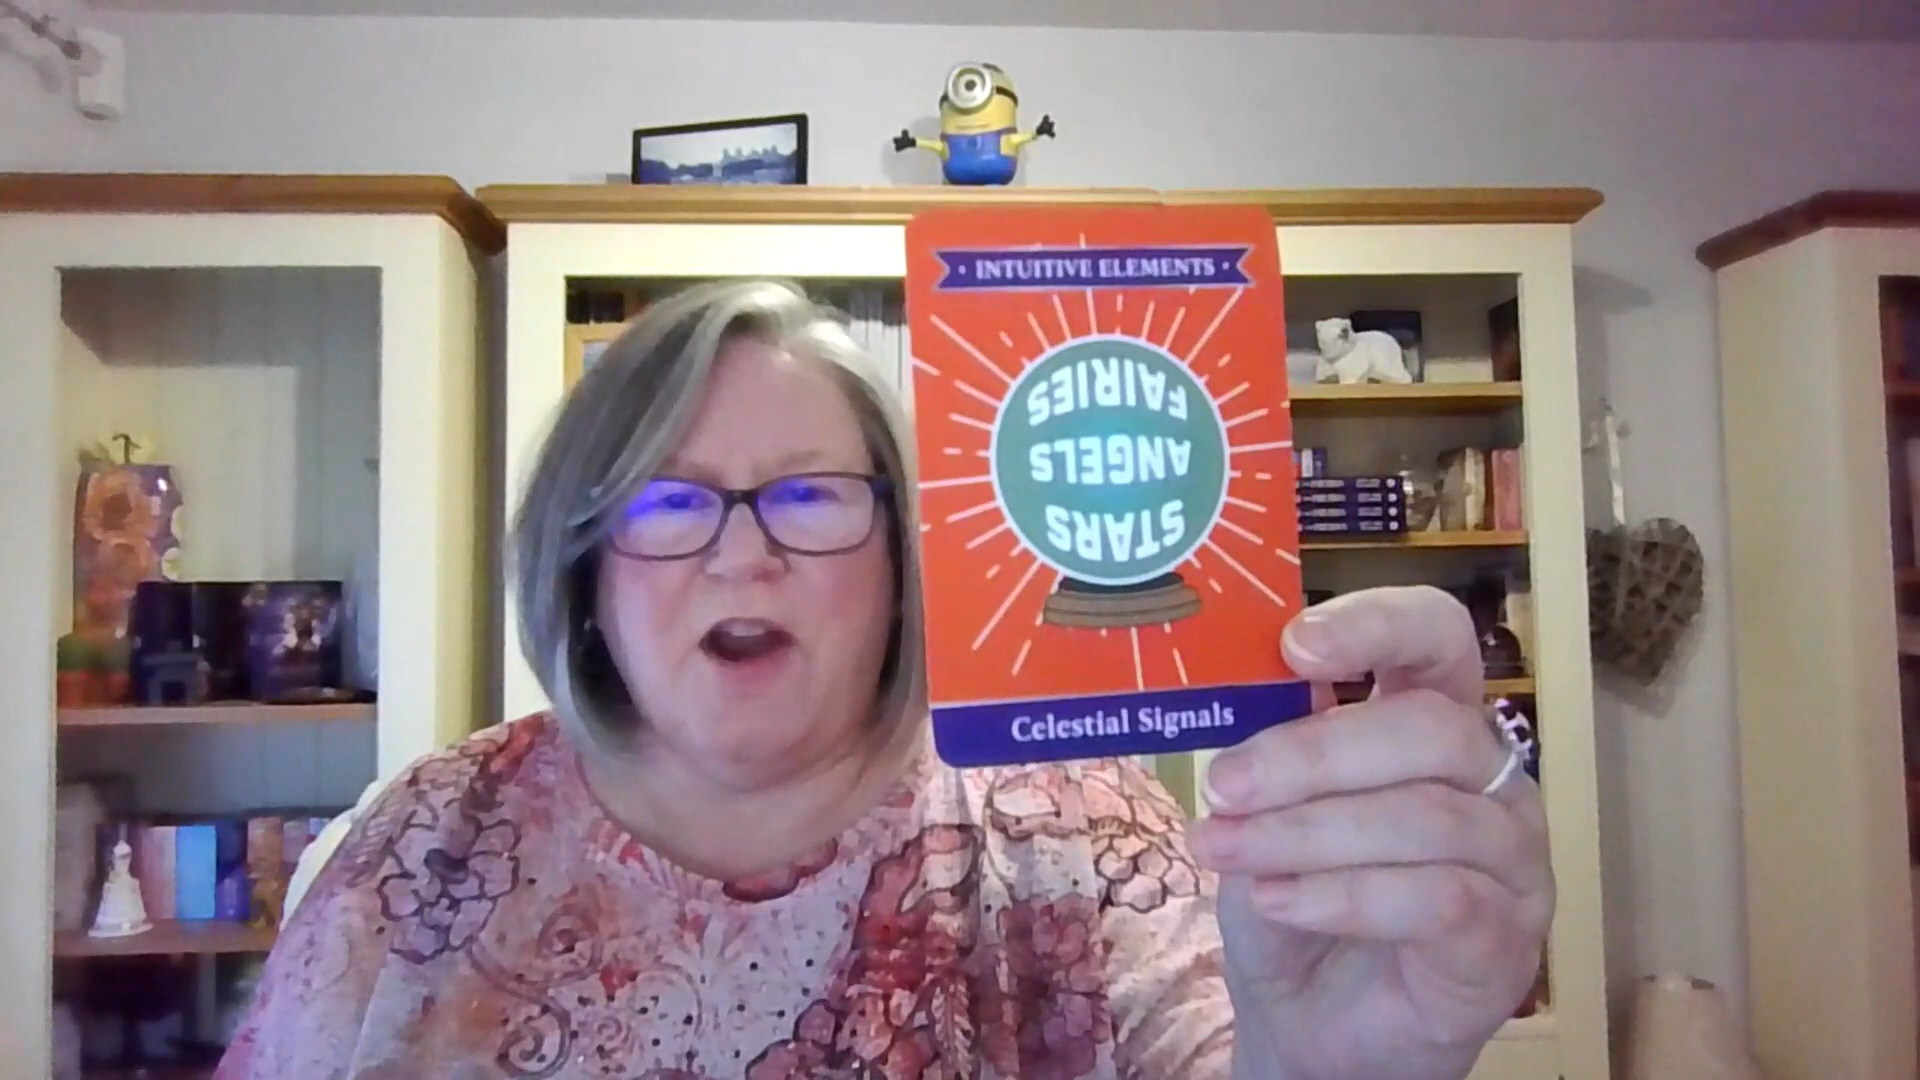 · INTUITIVE ELEMENTS ·
STARS
ANGELS
FAIRIES
Celestial Signals